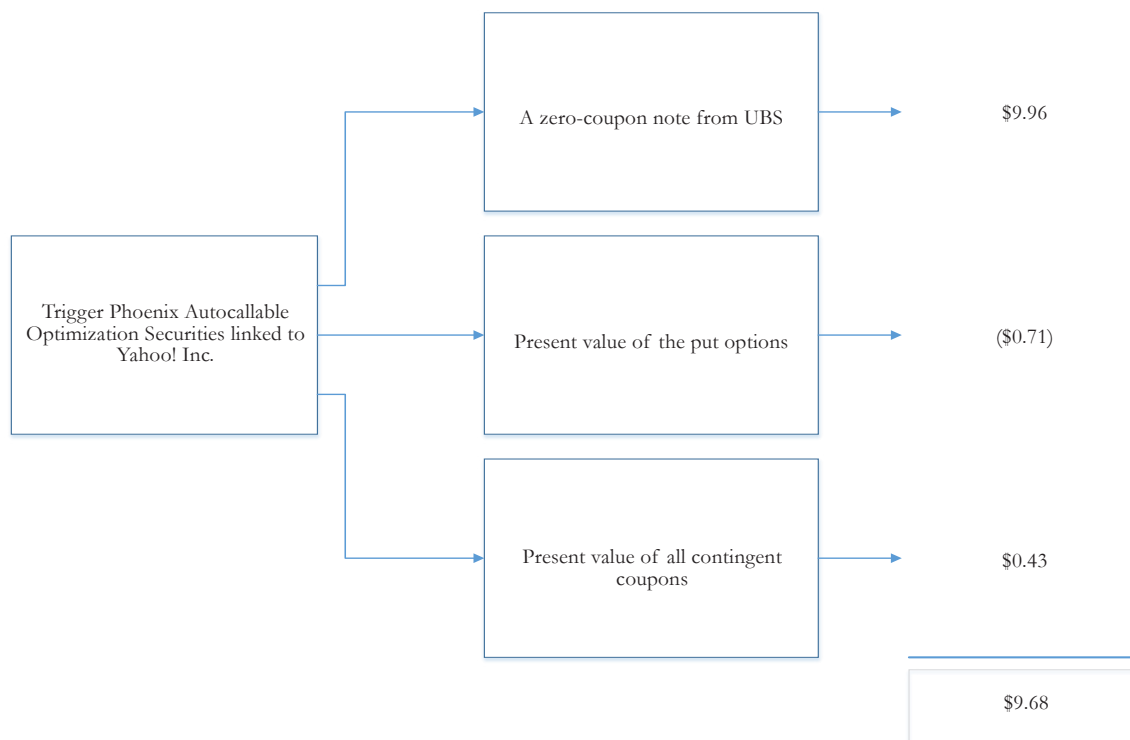 A zero-coupon note from UBS
$9.96
Trigger Phoenix Autocallable
Optimization Securities linked to
Yahoo! Inc.
Present value of the put options
($0.71)
Present value of all contingent
coupons
$0.43
$9.68